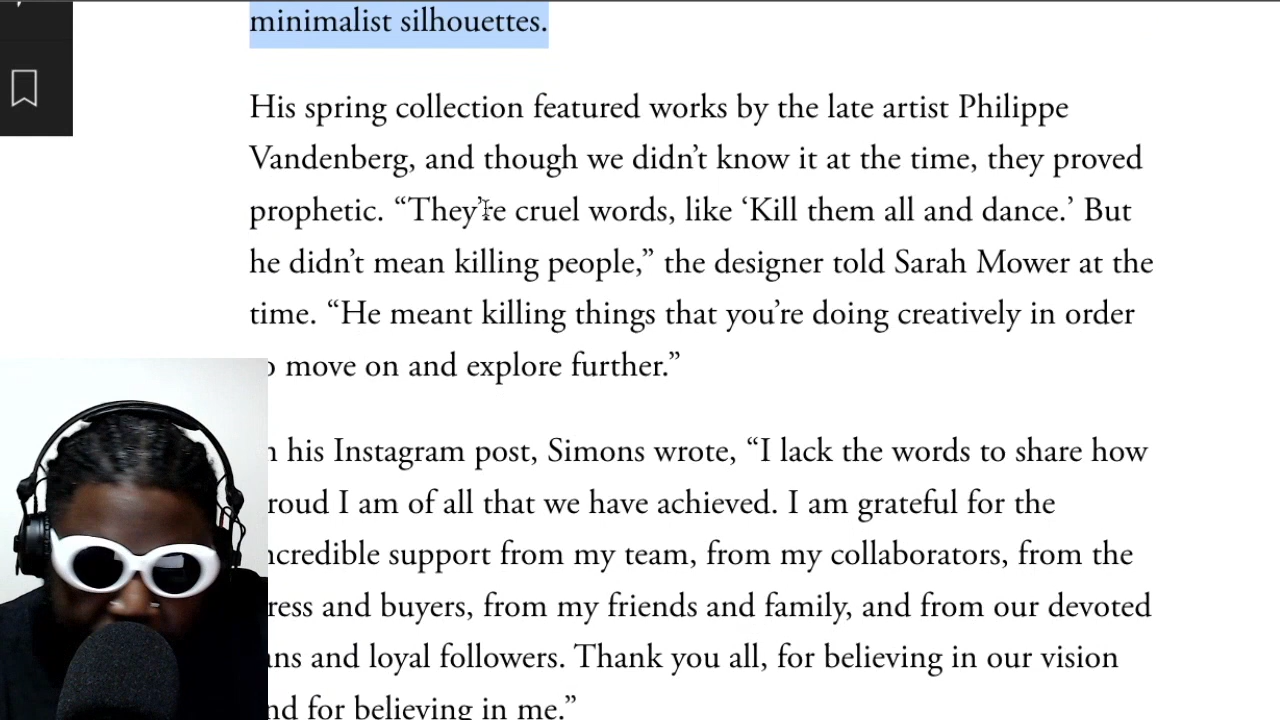 minimalist silhouettes.
His spring collection featured works by the late artist Philippe
Vandenberg, and though we didn’t know it at the time, they proved
prophetic. “They’re cruel words, like ‘Kill them all and dance.’ But
he didn’t mean killing people,” the designer told Sarah Mower at the
time. “He meant killing things that you’re doing creatively in order
move on and explore further.”
his Instagram post, Simons wrote, “I lack the words to share how
I am of all that we have achieved. I am grateful for the
support from my team, from my collaborators, from the
and buyers, from my friends and family, and from our devoted
and loyal followers. Thank you all, for believing in our vision
for believing in me.”